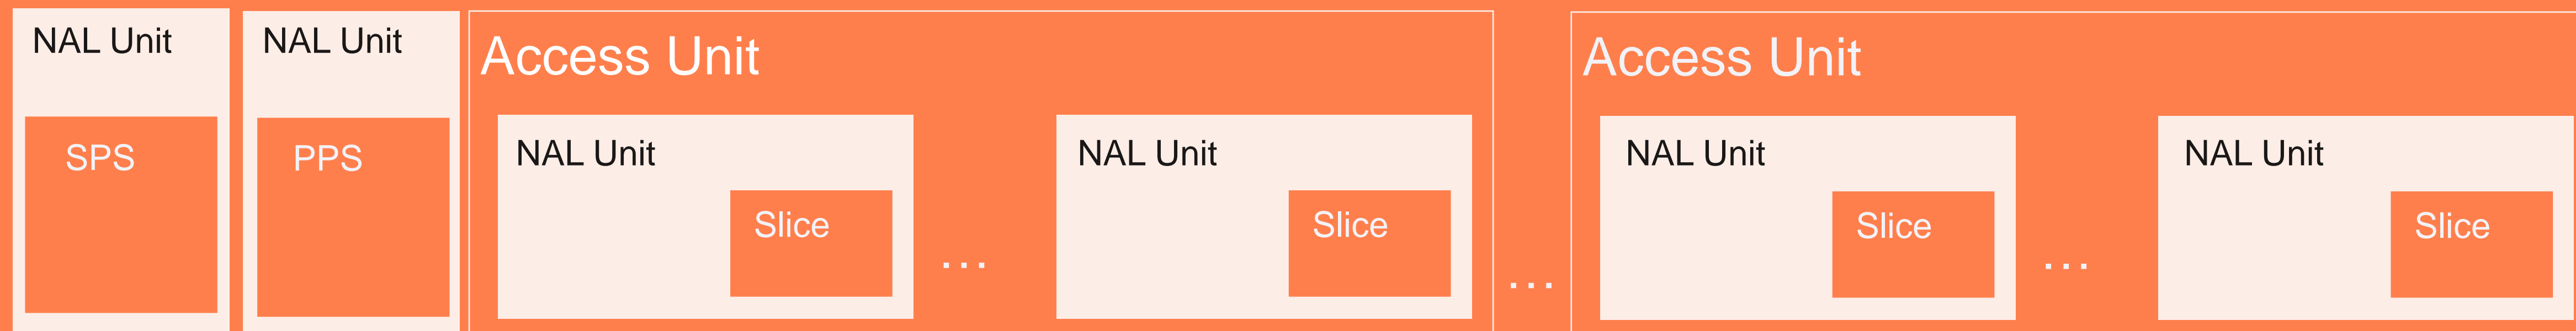 NAL Unit
SPS
NAL Unit
PPS
Access Unit
NAL Unit
Slice
...
NAL Unit
Slice
...
Access Unit
NAL Unit
Slice
...
NAL Unit
Slice